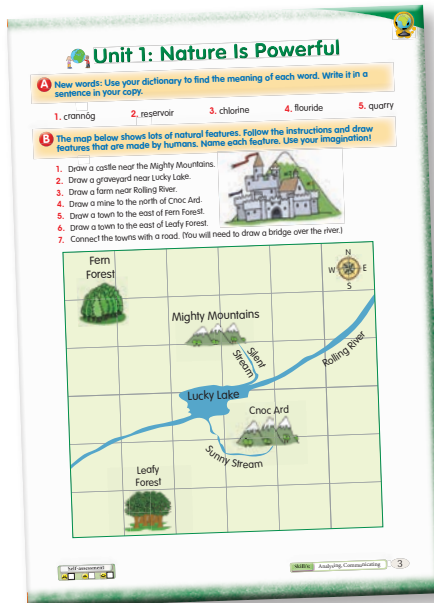 Unit 1: Nature Is Powerful
A New words: Use your dictionary to find the meaning of each word. Write it in a
sentence in your copy.
1. crannóg 2. reservoir 3. chlorine 4. flouride 5. quarry
B The map below shows lots of natural features. Follow the instructions and draw
features that are made by humans. Name each feature. Use your imagination!
1. Draw a castle near the Mighty Mountains.
2. Draw a graveyard near Lucky Lake.
3. Draw a farm near Rolling River.
4. Draw a mine to the north of Cnoc Ard.
5. Draw a town to the east of Fern Forest.
6. Draw a town to the east of Leafy Forest.
7. Connect the towns with a road. (You will need to draw a bridge over the river.)
Fern
Forest
N
W E
S
Mighty Mountains
Silent
Stream
Rolling River
Lucky Lake
Cnoc Ard
Sunny Stream
Leafy
Forest
Self-assessment
Skills: Analysing, Communicating
3